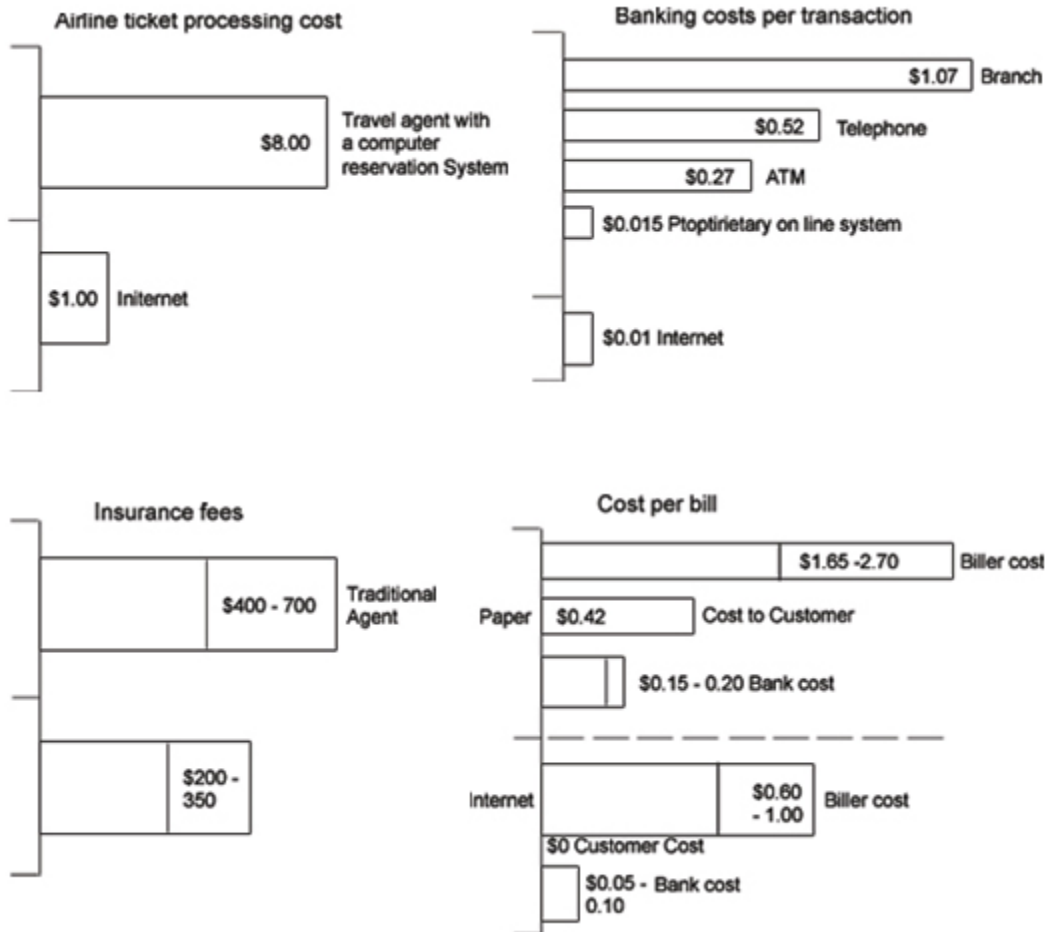 Airline ticket processing cost
$8.00
Travel agent with
a computer
reservation System
$1.00 Initernet
Banking costs per transaction
$1.07 Branch
$0.52 Telephone
$0.27 ATM
$0.015 Ptoptirietary on line system
$0.01 Internet
Insurance fees
$400 - 700
Traditional
Agent
$200 -
350
Cost per bill
$1.65 -2.70 Biller cost
Paper $0.42 Cost to Customer
$0.15 - 0.20 Bank cost
Internet
$0.60
- 1.00
Biller cost
$0 Customer Cost
$0.05 - Bank cost
0.10